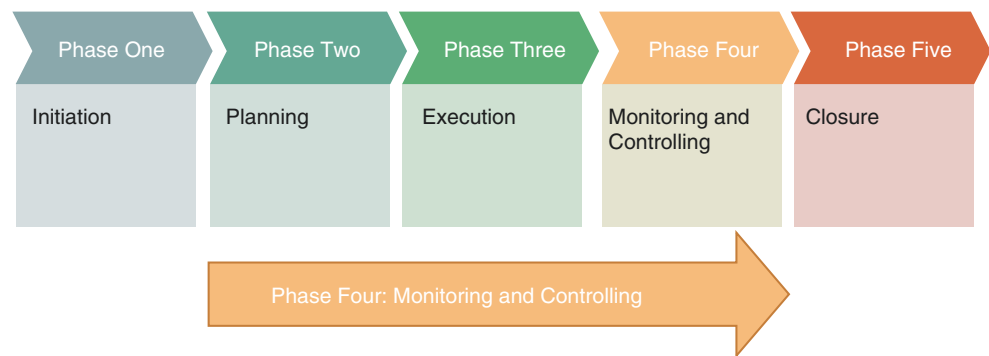 Phase One
Phase Two
Phase Three
Phase Four
Phase Five
Initiation
Planning
Execution
Monitoring and
Controlling
Closure
Phase Four: Monitoring and Controlling